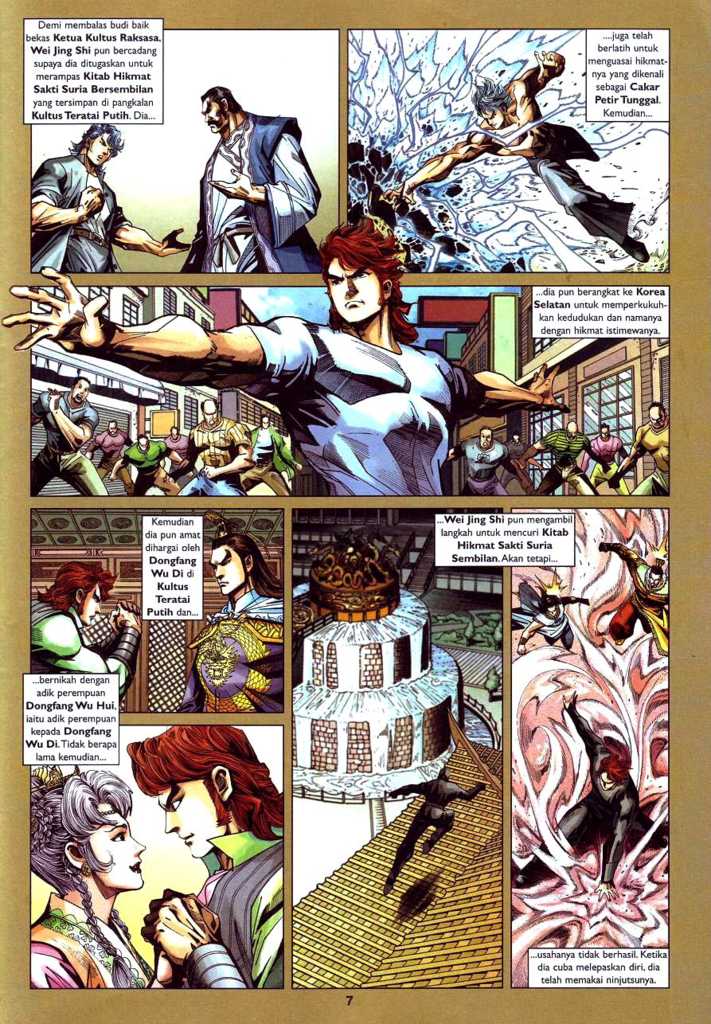 Demi membalas budi baik
bekas Ketua Kultus Raksasa,
Wei Jing Shi pun bercadang
supaya dia ditugaskan untuk
merampas Kitab Hikmat
Sakti Suria Bersembilan
yang tersimpan di pangkalan
Kultus Teratai Putih. Dia...
....juga telah
berlatih untuk
menguasai hikmat-
nya yang dikenali
sebagai Cakar
Petir Tunggal.
Kemudian...
...dia pun berangkat ke Korea
Selatan untuk memperkukuh-
kan kedudukan dan namanya
dengan hikmat istimewanya.
Kemudian
dia pun amat
dihargai oleh
Dongfang
Wu Di di
Kultus
Teratai
Putih dan...
...bernikah dengan
adik perempuan
Dongfang Wu Hui,
iaitu adik perempuan
kepada Dongfang
Wu Di. Tidak berapa
lama kemudian...
...Wei Jing Shi pun mengambil
langkah untuk mencuri Kitab
Hikmat Sakti Suria
Sembilan. Akan tetapi...
...usahanya tidak berhasil. Ketika
dia cuba melepaskan diri, dia
telah memakai ninjutsunya.
7